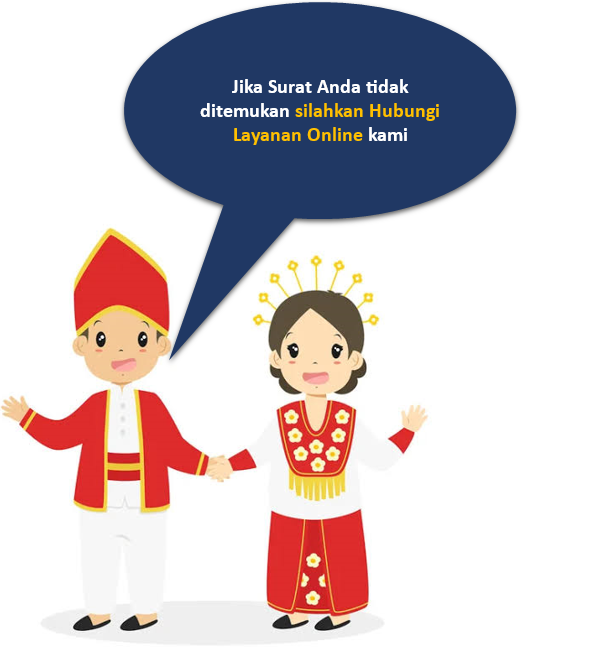 Jika Surat Anda tidak
ditemukan silahkan Hubungi
Layanan Online kami